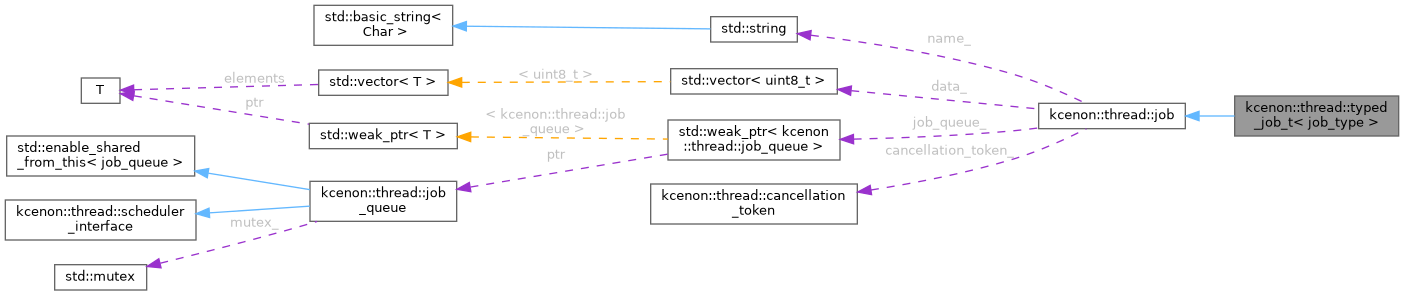 std::basic_string<
Char >
std::string
name_
T
elements
std::vector< T >
< uint8_t >
std::vector< uint8_t >
data_
ptr
std::weak_ptr< T >
< kcenon::thread::job
_queue >
std::weak_ptr< kcenon
::thread::job_queue >
job_queue_
kcenon::thread::job
kcenon::thread::typed
_job_t< job_type >
std::enable_shared
_from_this< job_queue >
ptr
cancellation_token_
kcenon::thread::scheduler
_interface
kcenon::thread::job
_queue
kcenon::thread::cancellation
_token
mutex_
std::mutex